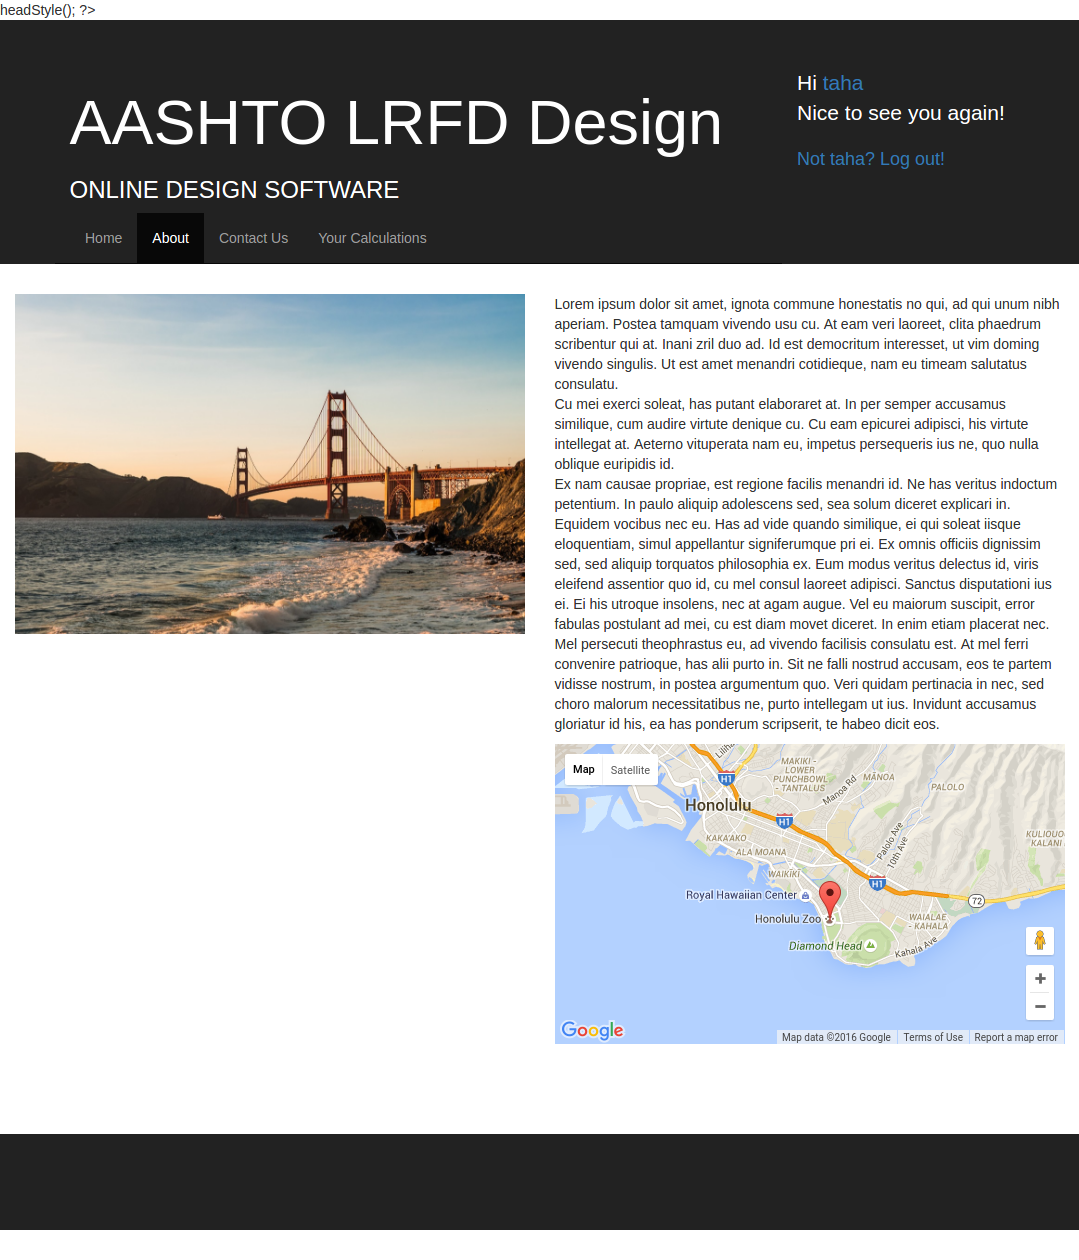 headStyle(); ?>
AASHTO LRFD Design
ONLINE DESIGN SOFTWARE
Hi taha
Nice to see you again!
Not taha? Log out!
Home About Contact Us Your Calculations
Lorem ipsum dolor sit amet, ignota commune honestatis no qui, ad qui unum nibh
aperiam. Postea tamquam vivendo usu cu. At eam veri laoreet, clita phaedrum
scribentur qui at. Inani zril duo ad. Id est democritum interesset, ut vim doming
vivendo singulis. Ut est amet menandri cotidieque, nam eu timeam salutatus
consulatu.
Cu mei exerci soleat, has putant elaboraret at. In per semper accusamus
similique, cum audire virtute denique cu. Cu eam epicurei adipisci, his virtute
intellegat at. Aeterno vituperata nam eu, impetus persequeris ius ne, quo nulla
oblique euripidis id.
Ex nam causae propriae, est regione facilis menandri id. Ne has veritus indoctum
petentium. In paulo aliquip adolescens sed, sea solum diceret explicari in.
Equidem vocibus nec eu. Has ad vide quando similique, ei qui soleat iisque
eloquentiam, simul appellantur signiferumque pri ei. Ex omnis officiis dignissim
sed, sed aliquip torquatos philosophia ex. Eum modus veritus delectus id, viris
eleifend assentior quo id, cu mel consul laoreet adipisci. Sanctus disputationi ius
ei. Ei his utroque insolens, nec at agam augue. Vel eu maiorum suscipit, error
fabulas postulant ad mei, cu est diam movet diceret. In enim etiam placerat nec.
Mel persecuti theophrastus eu, ad vivendo facilisis consulatu est. At mel ferri
convenire patrioque, has alii purto in. Sit ne falli nostrud accusam, eos te partem
vidisse nostrum, in postea argumentum quo. Veri quidam pertinacia in nec, sed
choro malorum necessitatibus ne, purto intellegam ut ius. Invidunt accusamus
gloriatur id his, ea has ponderum scripserit, te habeo dicit eos.
Map Satellite
H1
MAKIKI -
LOWER
PUNCHBOWL
- TANTALUS
MĀNOA
Manoa Rd
PALOLO
Honolulu
H1
KAKA'AKO
ALA MOANA
Palolo Ave
10th Ave
KALANI
WAIKĪKĪ
H1
Royal Hawaiian Center
72
Honolulu Zoo
WAIALAE
- KAHALA
Diamond Head
Kahala Ave
+
−
Google
Map data ©2016 Google Terms of Use Report a map error